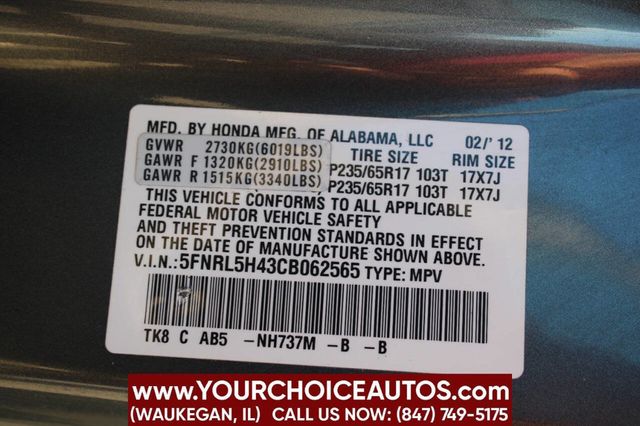 MFD. BY HONDA MFG. OF ALABAMA, LLC 02/' 12
GVWR 2730KG(6019LBS) TIRE SIZE RIM SIZE
GAWR F 1320KG(2910LBS) P235/65R17 103T 17X7J
GAWR R 1515KG(3340LBS) P235/65R17 103T 17X7J
THIS VEHICLE CONFORMS TO ALL APPLICABLE
FEDERAL MOTOR VEHICLE SAFETY
AND THEFT PREVENTION STANDARDS IN EFFECT
ON THE DATE OF MANUFACTURE SHOWN ABOVE.
V.I.N.:5FNRL5H43CB062565 TYPE: MPV
TK8 C AB5 -NH737M -B -B
www.YOURCHOICEAUTOS.com
(WAUKEGAN, IL) CALL US NOW: (847) 749-5175